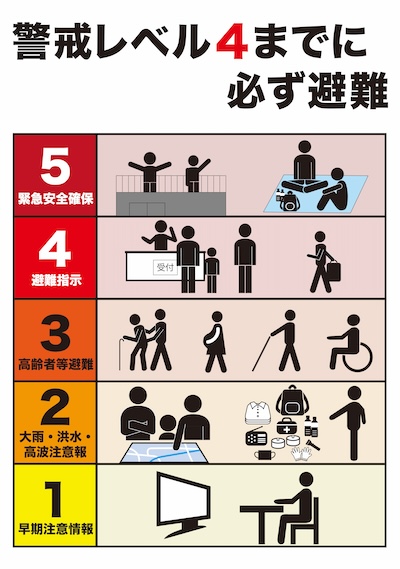 警戒レベル4までに
必ず避難
5
緊急安全確保
4
避難指示
受付
3
高齢者等避難
2
大雨・洪水・
高波注意報
1
早期注意情報